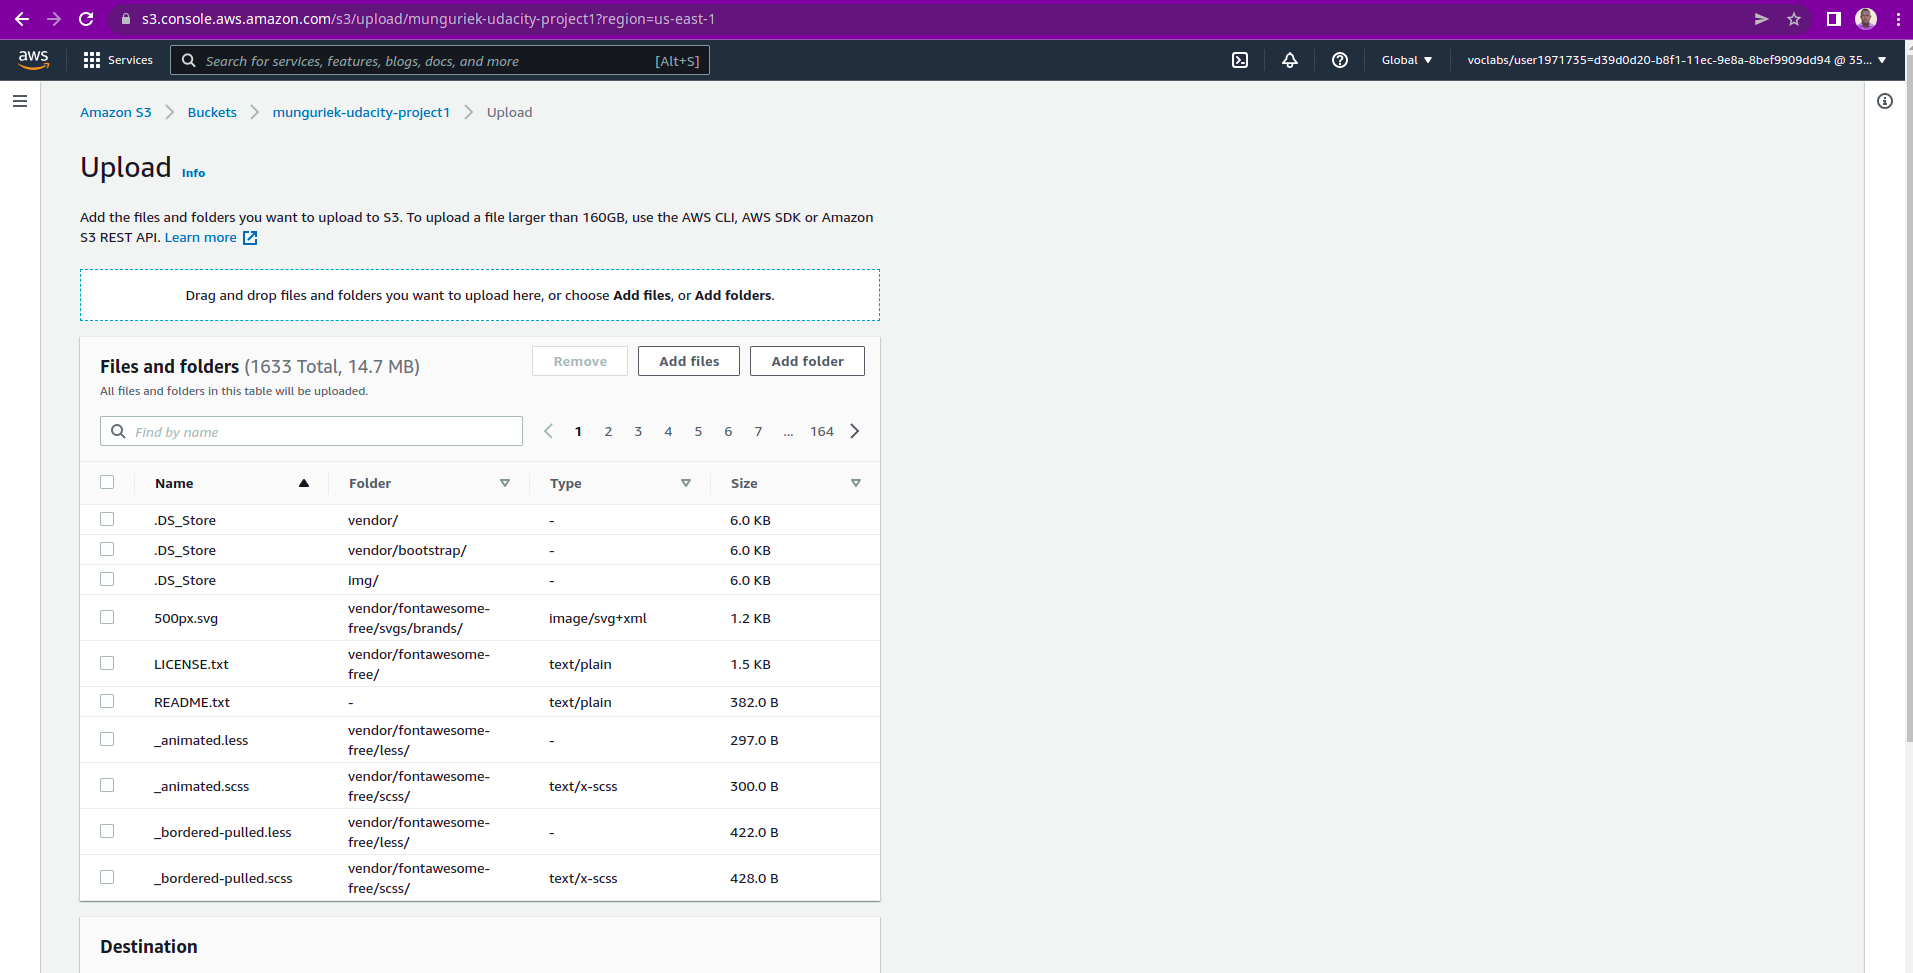 s3.console.aws.amazon.com/s3/upload/munguriek-udacity-project1?region=us-east-1
aws Services Search for services, features, blogs, docs, and more [Alt+S] Global voclabs/user1971735=d39d0d20-b8f1-11ec-9e8a-8bef9909dd94 @ 35...
Amazon S3 Buckets munguriek-udacity-project1 Upload
Upload Info
Add the files and folders you want to upload to S3. To upload a file larger than 160GB, use the AWS CLI, AWS SDK or Amazon
S3 REST API. Learn more
Drag and drop files and folders you want to upload here, or choose Add files, or Add folders.
Files and folders (1633 Total, 14.7 MB) Remove Add files Add folder
All files and folders in this table will be uploaded.
Find by name 1 2 3 4 5 6 7 ... 164
Name Folder Type Size
.DS_Store vendor/ - 6.0 KB
.DS_Store vendor/bootstrap/ - 6.0 KB
.DS_Store img/ - 6.0 KB
vendor/fontawesome-
500px.svg free/svgs/brands/ image/svg+xml 1.2 KB
vendor/fontawesome-
LICENSE.txt free/ text/plain 1.5 KB
README.txt - text/plain 382.0 B
vendor/fontawesome-
_animated.less free/less/ - 297.0 B
vendor/fontawesome-
_animated.scss free/scss/ text/x-scss 300.0 B
vendor/fontawesome-
_bordered-pulled.less free/less/ - 422.0 B
vendor/fontawesome-
_bordered-pulled.scss free/scss/ text/x-scss 428.0 B
Destination